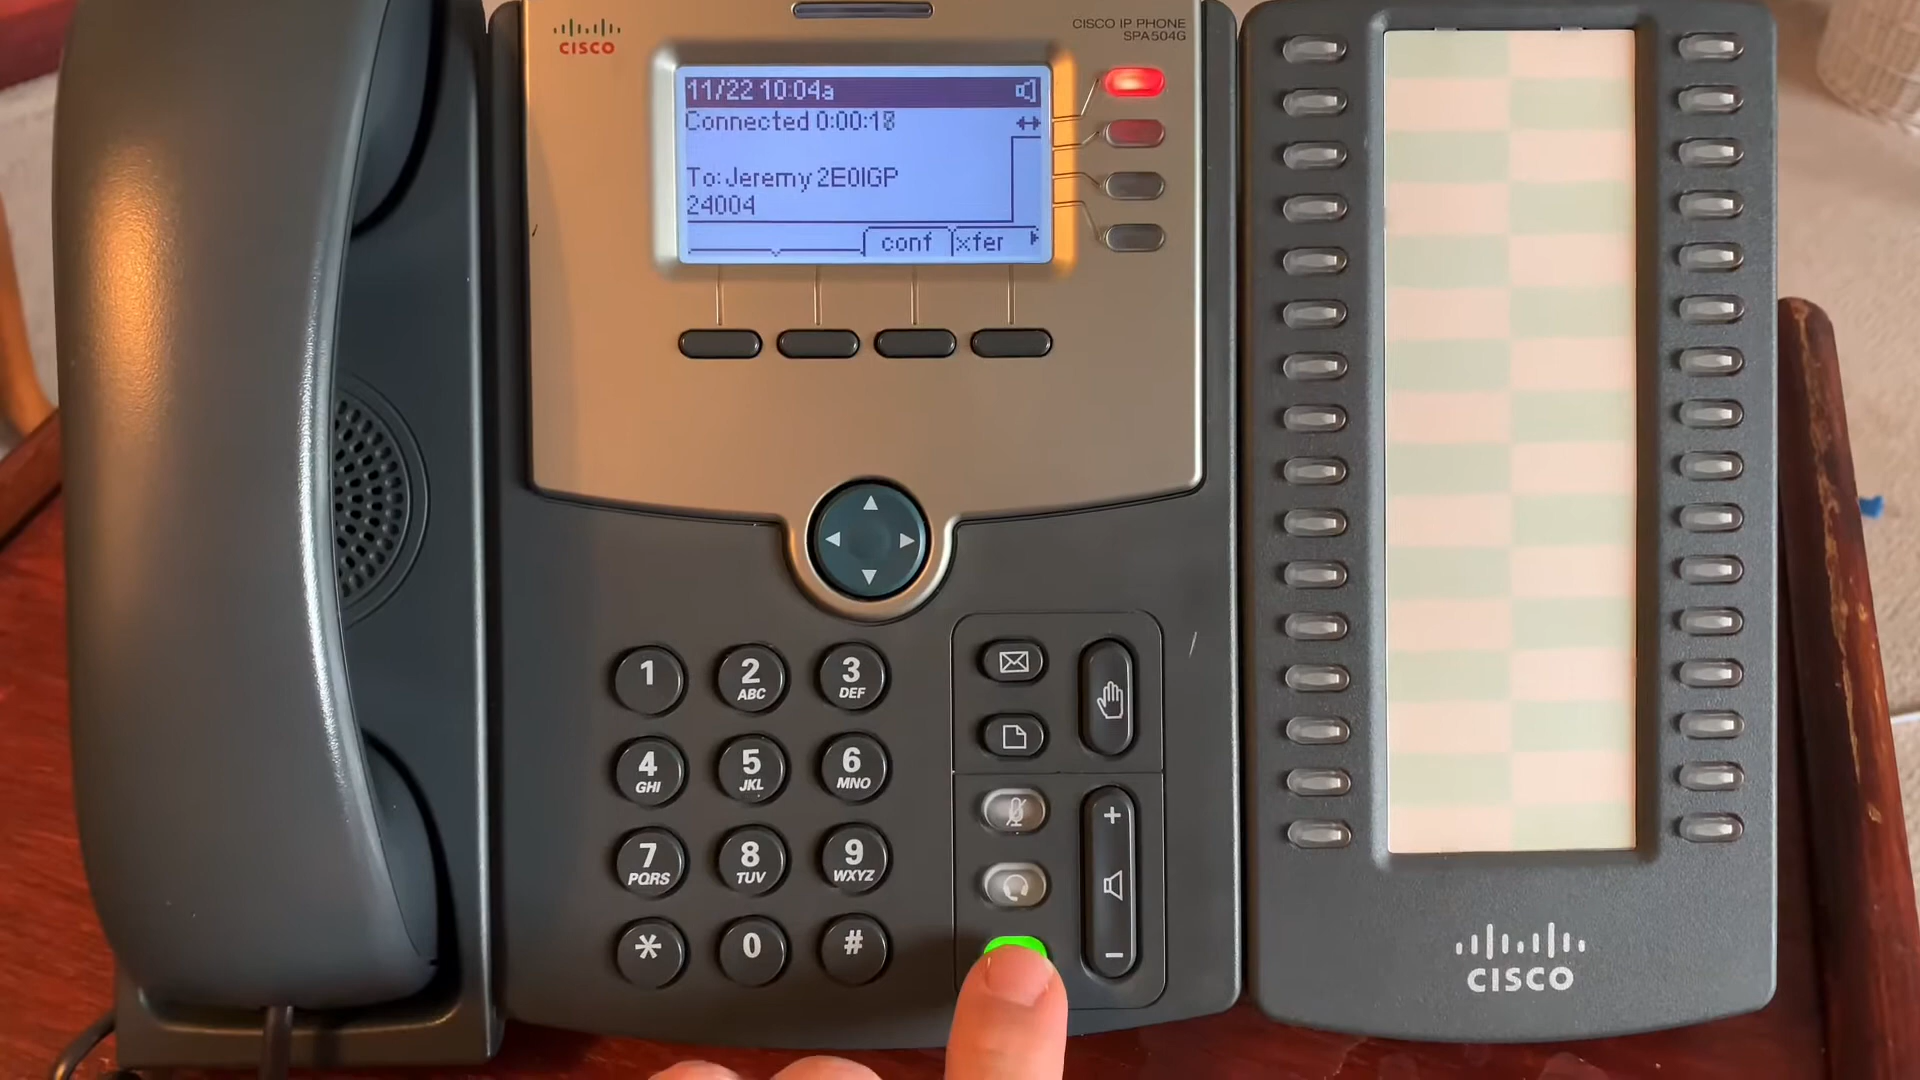 CISCO
CISCO IP PHONE
SPA504G
11/22 10:04a
Connected 0:00:18
To: Jeremy 2E0IGP
24004
conf xfer
1 2 ABC 3 DEF
4 GHI 5 JKL 6 MNO
7 PQRS 8 TUV 9 WXYZ
* 0 #
+
−
CISCO